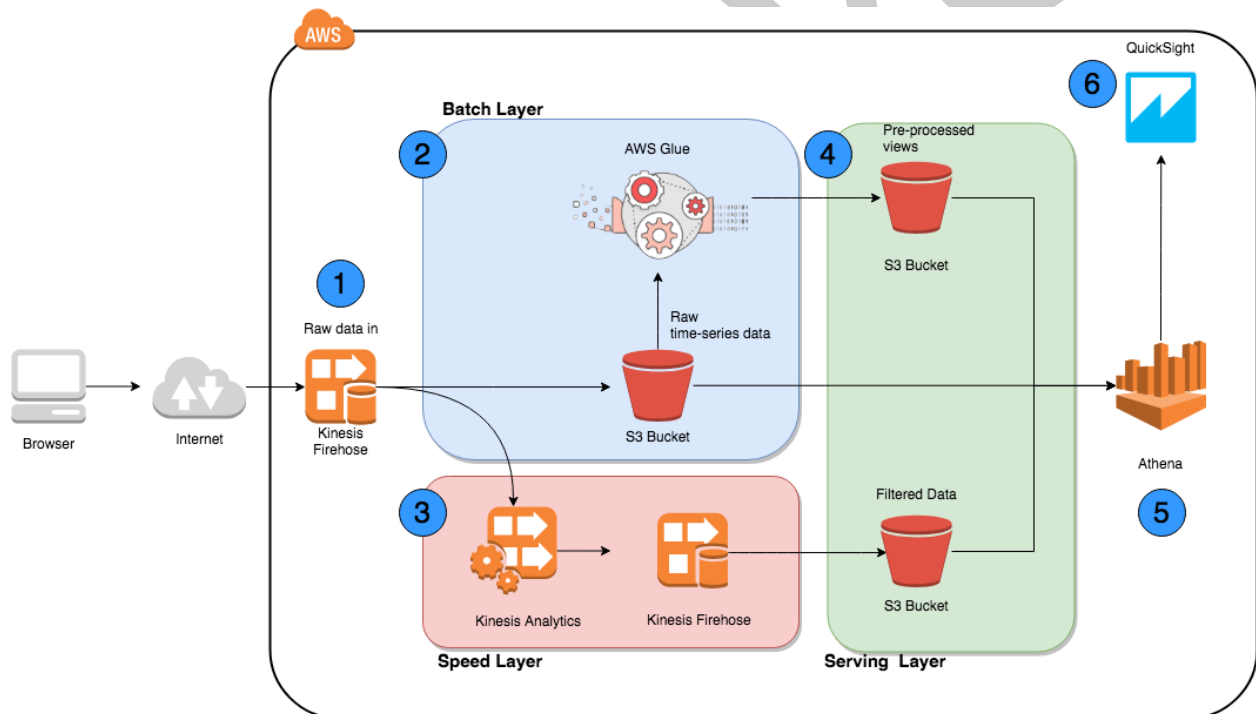 AWS
QuickSight
6
Batch Layer
2
AWS Glue
4
Pre-processed
views
S3 Bucket
1
Raw data in
Raw
time-series data
Browser
Internet
Kinesis
Firehose
S3 Bucket
Athena
5
3
Filtered Data
Kinesis Analytics
Kinesis Firehose
S3 Bucket
Speed Layer
Serving Layer